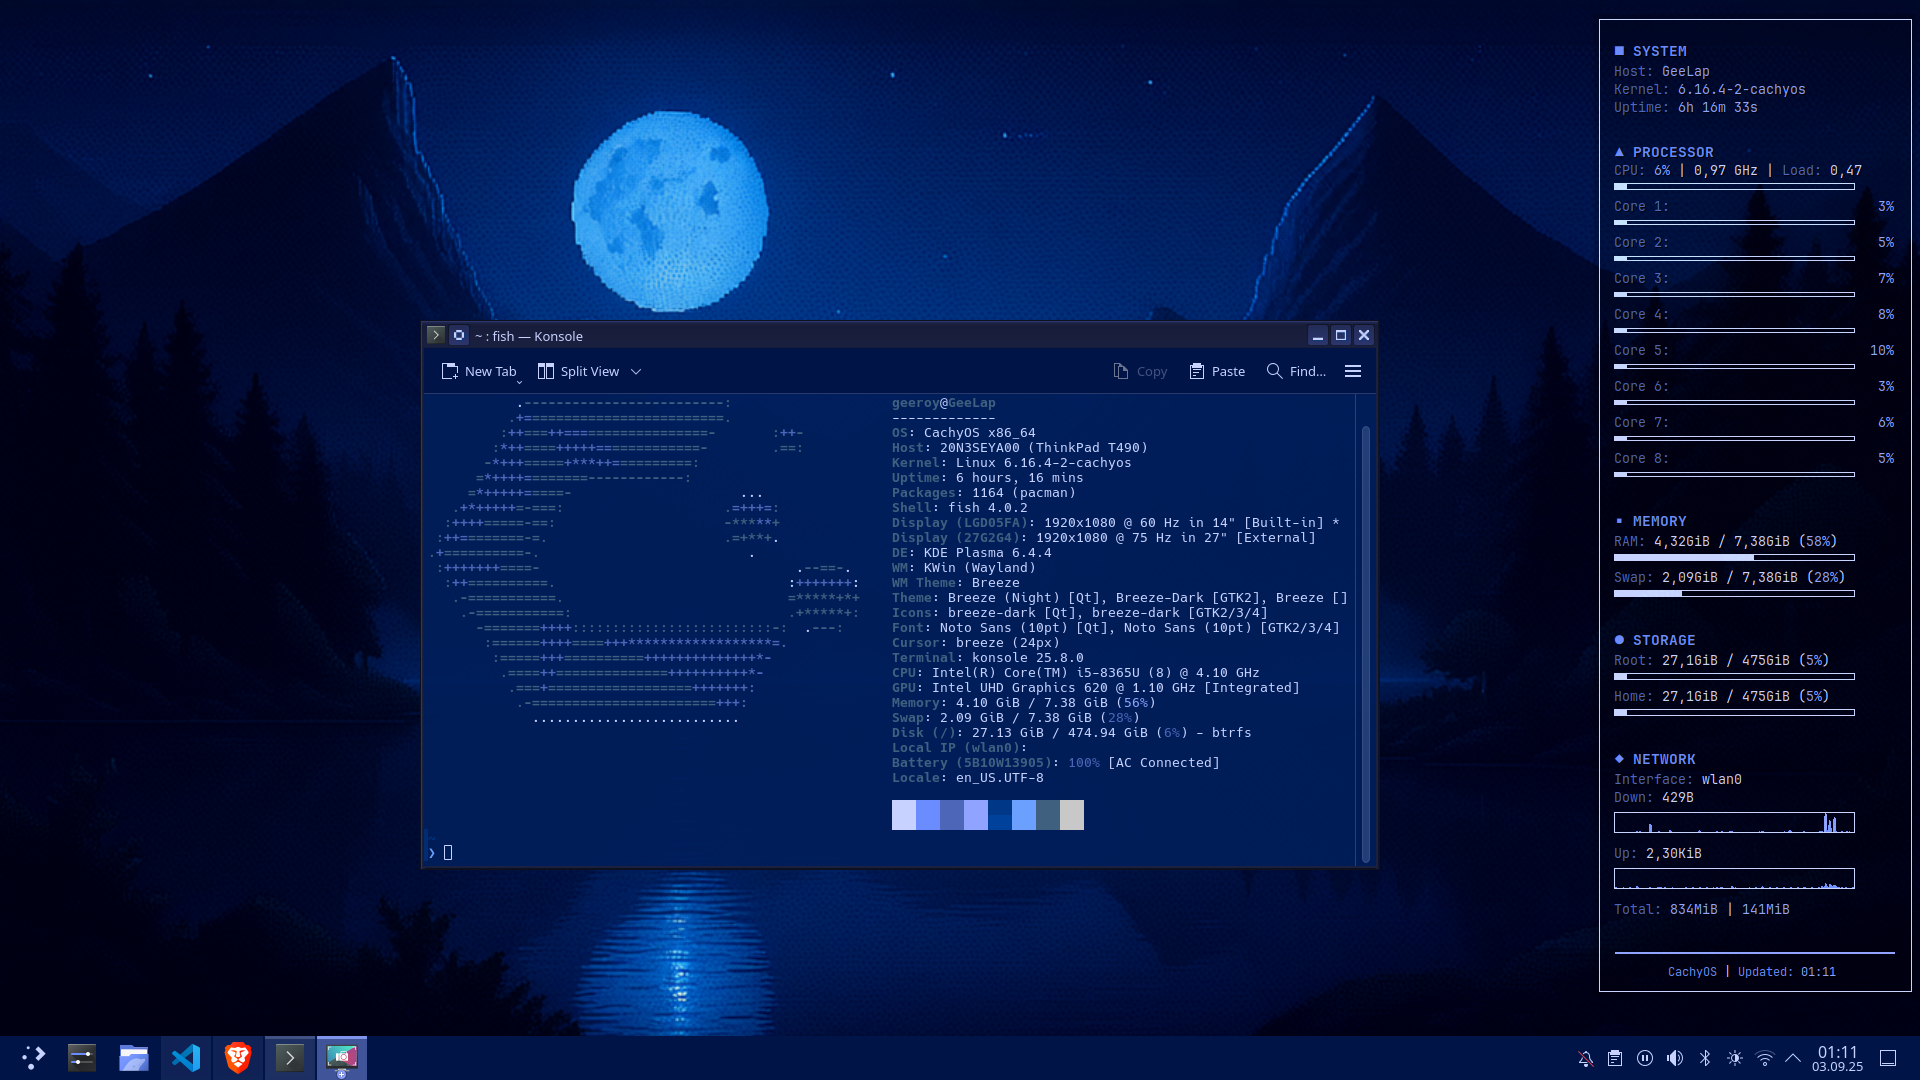 ~ : fish — Konsole
New Tab
Split View
Copy
Paste
Find...
geeroy@GeeLap
-------------
OS: CachyOS x86_64
Host: 20N3SEYA00 (ThinkPad T490)
Kernel: Linux 6.16.4-2-cachyos
Uptime: 6 hours, 16 mins
Packages: 1164 (pacman)
Shell: fish 4.0.2
Display (LGD05FA): 1920x1080 @ 60 Hz in 14" [Built-in] *
Display (27G2G4): 1920x1080 @ 75 Hz in 27" [External]
DE: KDE Plasma 6.4.4
WM: KWin (Wayland)
WM Theme: Breeze
Theme: Breeze (Night) [Qt], Breeze-Dark [GTK2], Breeze []
Icons: breeze-dark [Qt], breeze-dark [GTK2/3/4]
Font: Noto Sans (10pt) [Qt], Noto Sans (10pt) [GTK2/3/4]
Cursor: breeze (24px)
Terminal: konsole 25.8.0
CPU: Intel(R) Core(TM) i5-8365U (8) @ 4.10 GHz
GPU: Intel UHD Graphics 620 @ 1.10 GHz [Integrated]
Memory: 4.10 GiB / 7.38 GiB (56%)
Swap: 2.09 GiB / 7.38 GiB (28%)
Disk (/): 27.13 GiB / 474.94 GiB (6%) - btrfs
Local IP (wlan0):
Battery (5B10W13905): 100% [AC Connected]
Locale: en_US.UTF-8
❯
■ SYSTEM
Host: GeeLap
Kernel: 6.16.4-2-cachyos
Uptime: 6h 16m 33s
▲ PROCESSOR
CPU: 6% | 0,97 GHz | Load: 0,47
Core 1: 3%
Core 2: 5%
Core 3: 7%
Core 4: 8%
Core 5: 10%
Core 6: 3%
Core 7: 6%
Core 8: 5%
▪ MEMORY
RAM: 4,32GiB / 7,38GiB (58%)
Swap: 2,09GiB / 7,38GiB (28%)
● STORAGE
Root: 27,1GiB / 475GiB (5%)
Home: 27,1GiB / 475GiB (5%)
◆ NETWORK
Interface: wlan0
Down: 429B
Up: 2,30KiB
Total: 834MiB | 141MiB
CachyOS | Updated: 01:11
01:11
03.09.25